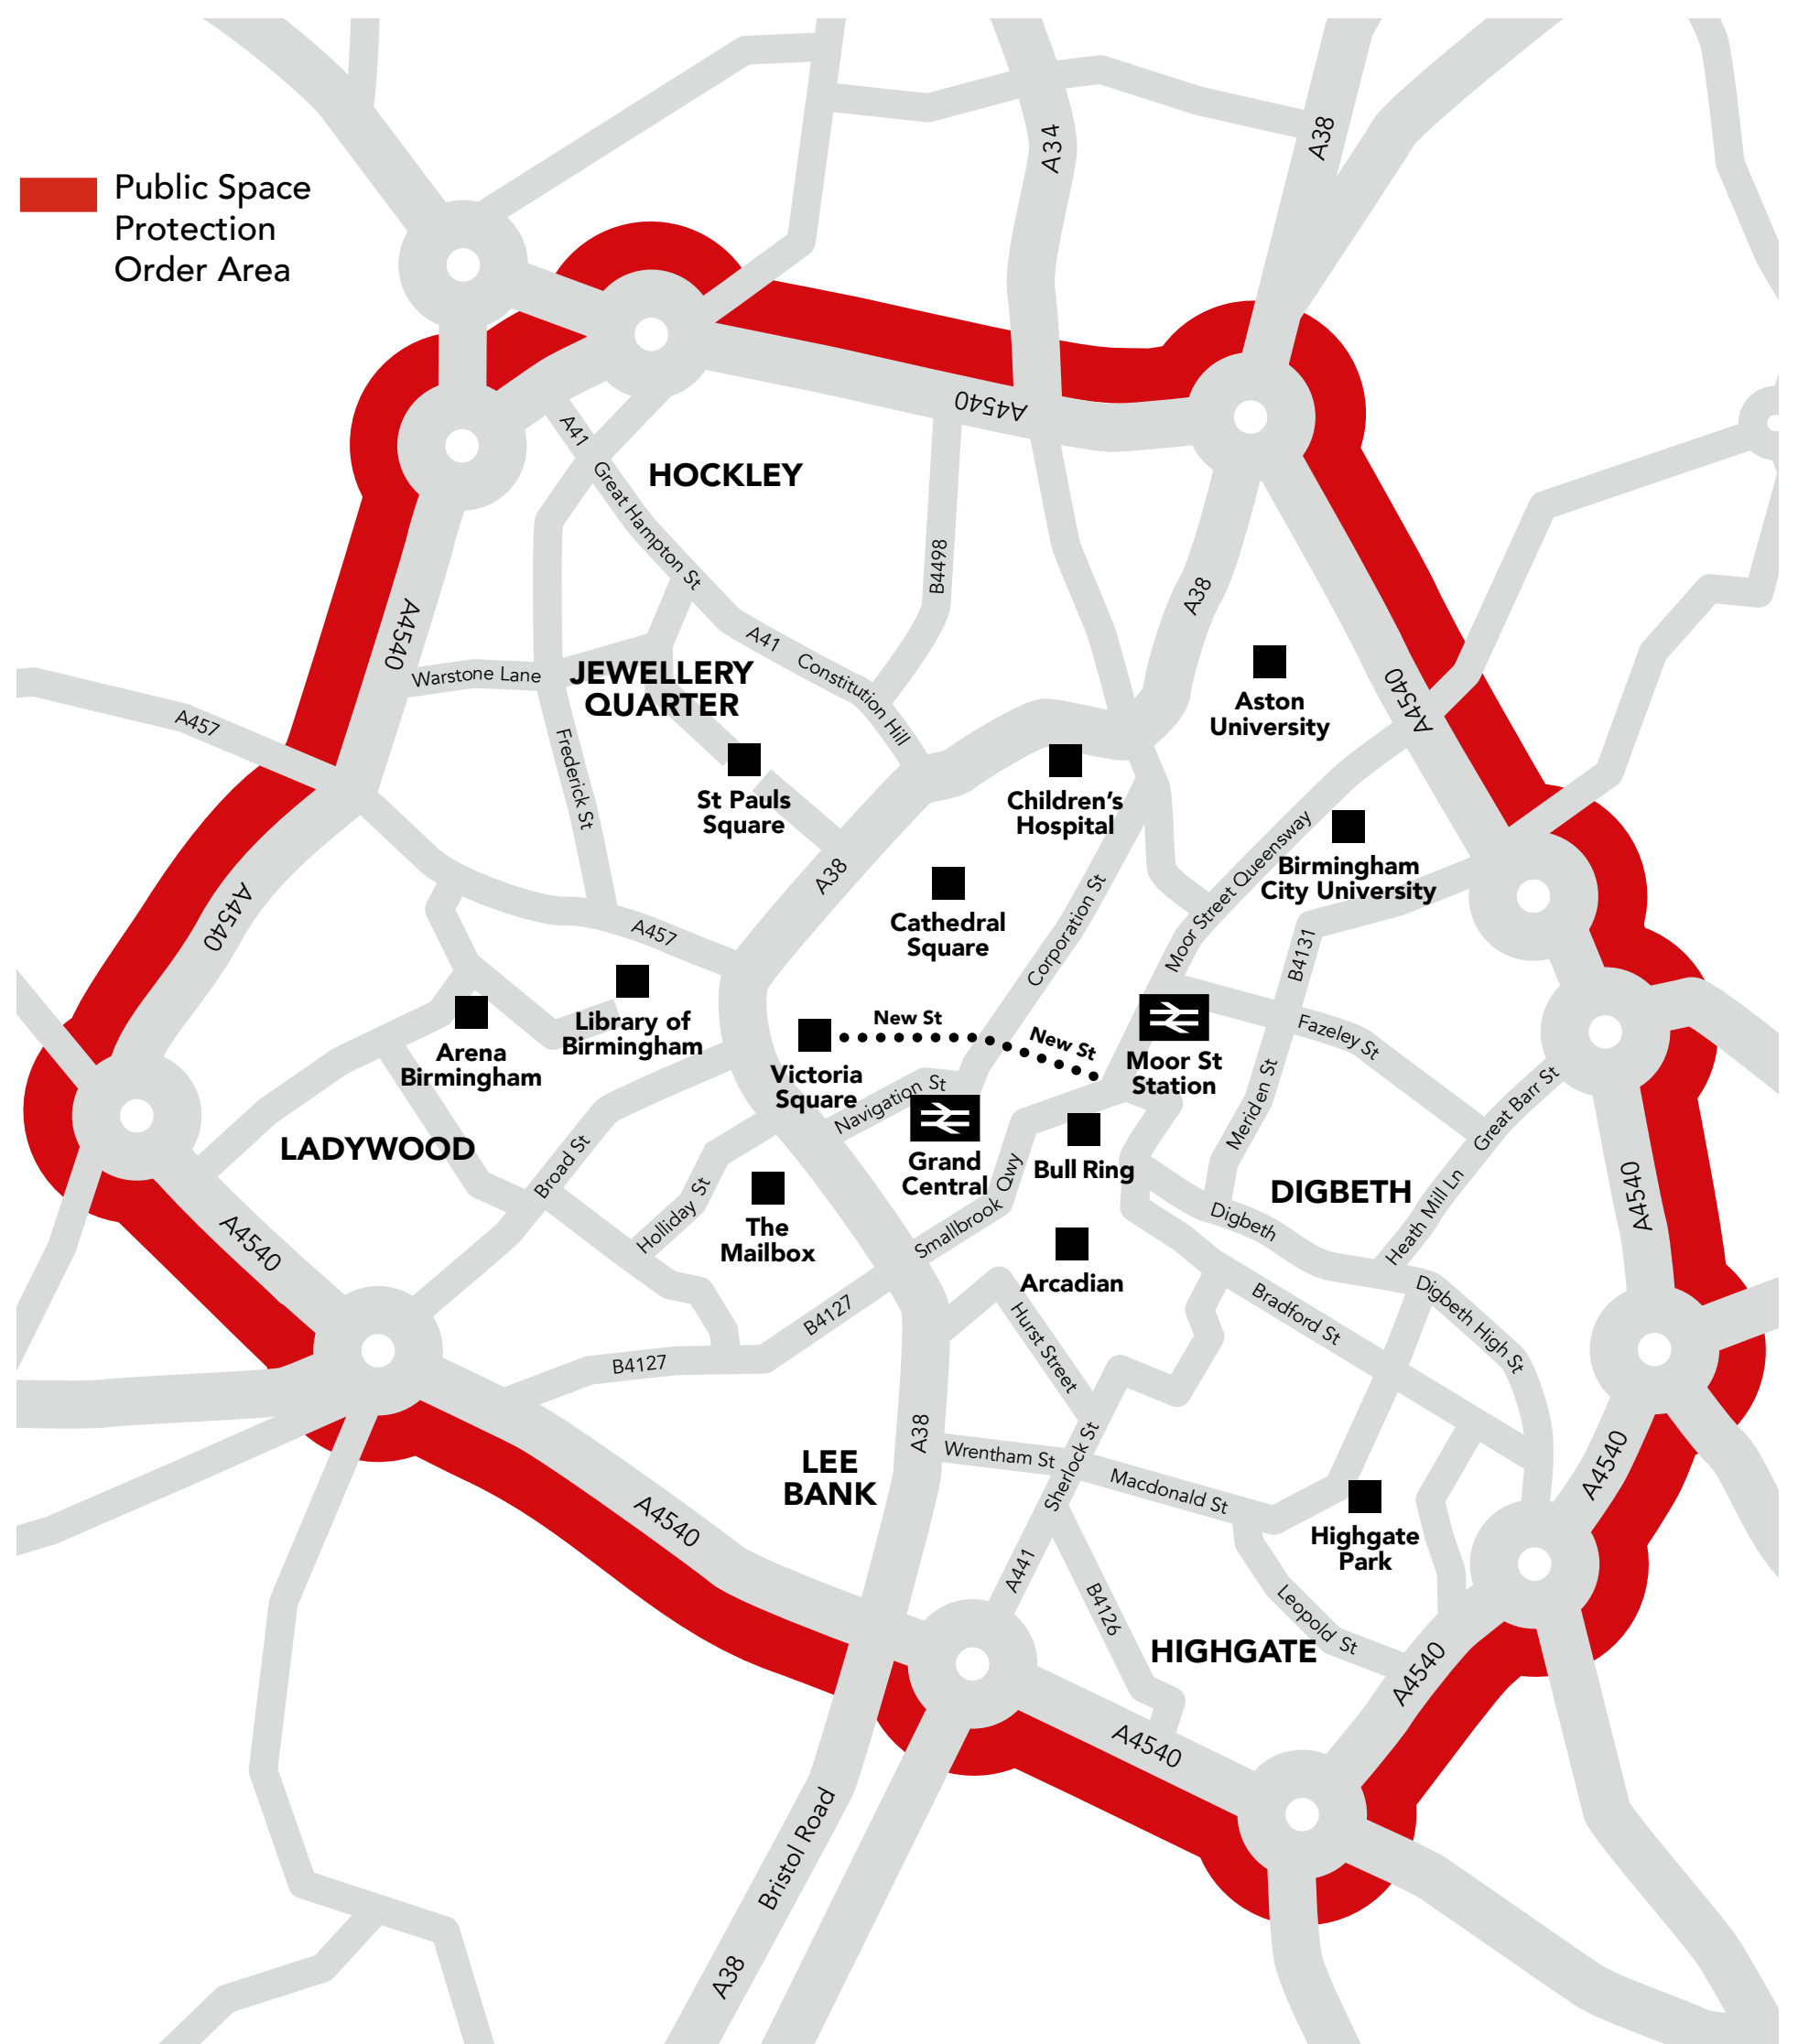 A34
A38
Public Space
Protection
Order Area
A4540
A41
HOCKLEY
Great Hampton St
B4498
A38
A4540
A41
Constitution Hill
Warstone Lane
JEWELLERY
QUARTER
Aston
University
A4540
A457
Frederick St
St Pauls
Square
Children's
Hospital
Moor Street Queensway
Birmingham
City University
A38
A4540
Cathedral
Square
Corporation St
A457
B4131
Library of
Birmingham
Arena
Birmingham
New St
New St
Victoria
Square
Moor St
Station
Fazeley St
Navigation St
Meriden St
Great Barr St
LADYWOOD
Broad St
Grand
Central
Bull Ring
DIGBETH
Heath Mill Ln
A4540
Holliday St
The
Mailbox
Smallbrook Qwy
Digbeth
A4540
Arcadian
B4127
Hurst Street
Bradford St
Digbeth High St
B4127
A38
Wrentham St
Sherlock St
Macdonald St
A4540
LEE
BANK
A4540
Highgate
Park
A441
B4126
Leopold St
HIGHGATE
A4540
A4540
Bristol Road
A38